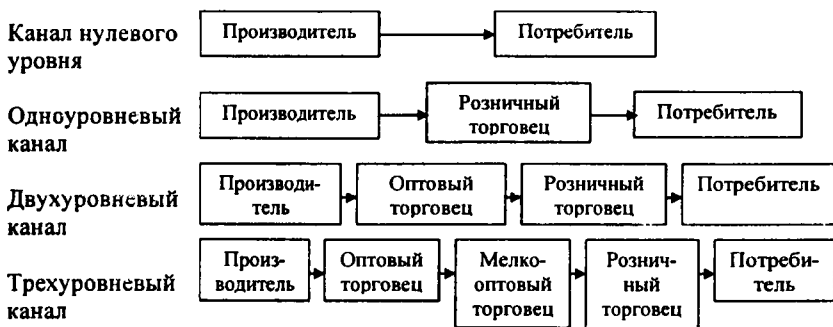 Канал нулевого
уровня
Производитель
Потребитель
Одноуровневый
канал
Производитель
Розничный
торговец
Потребитель
Двухуровневый
канал
Производи-
тель
Оптовый
торговец
Розничный
торговец
Потребитель
Трехуровневый
канал
Произ-
водитель
Оптовый
торговец
Мелко-
оптовый
торговец
Рознич-
ный
торговец
Потреби-
тель